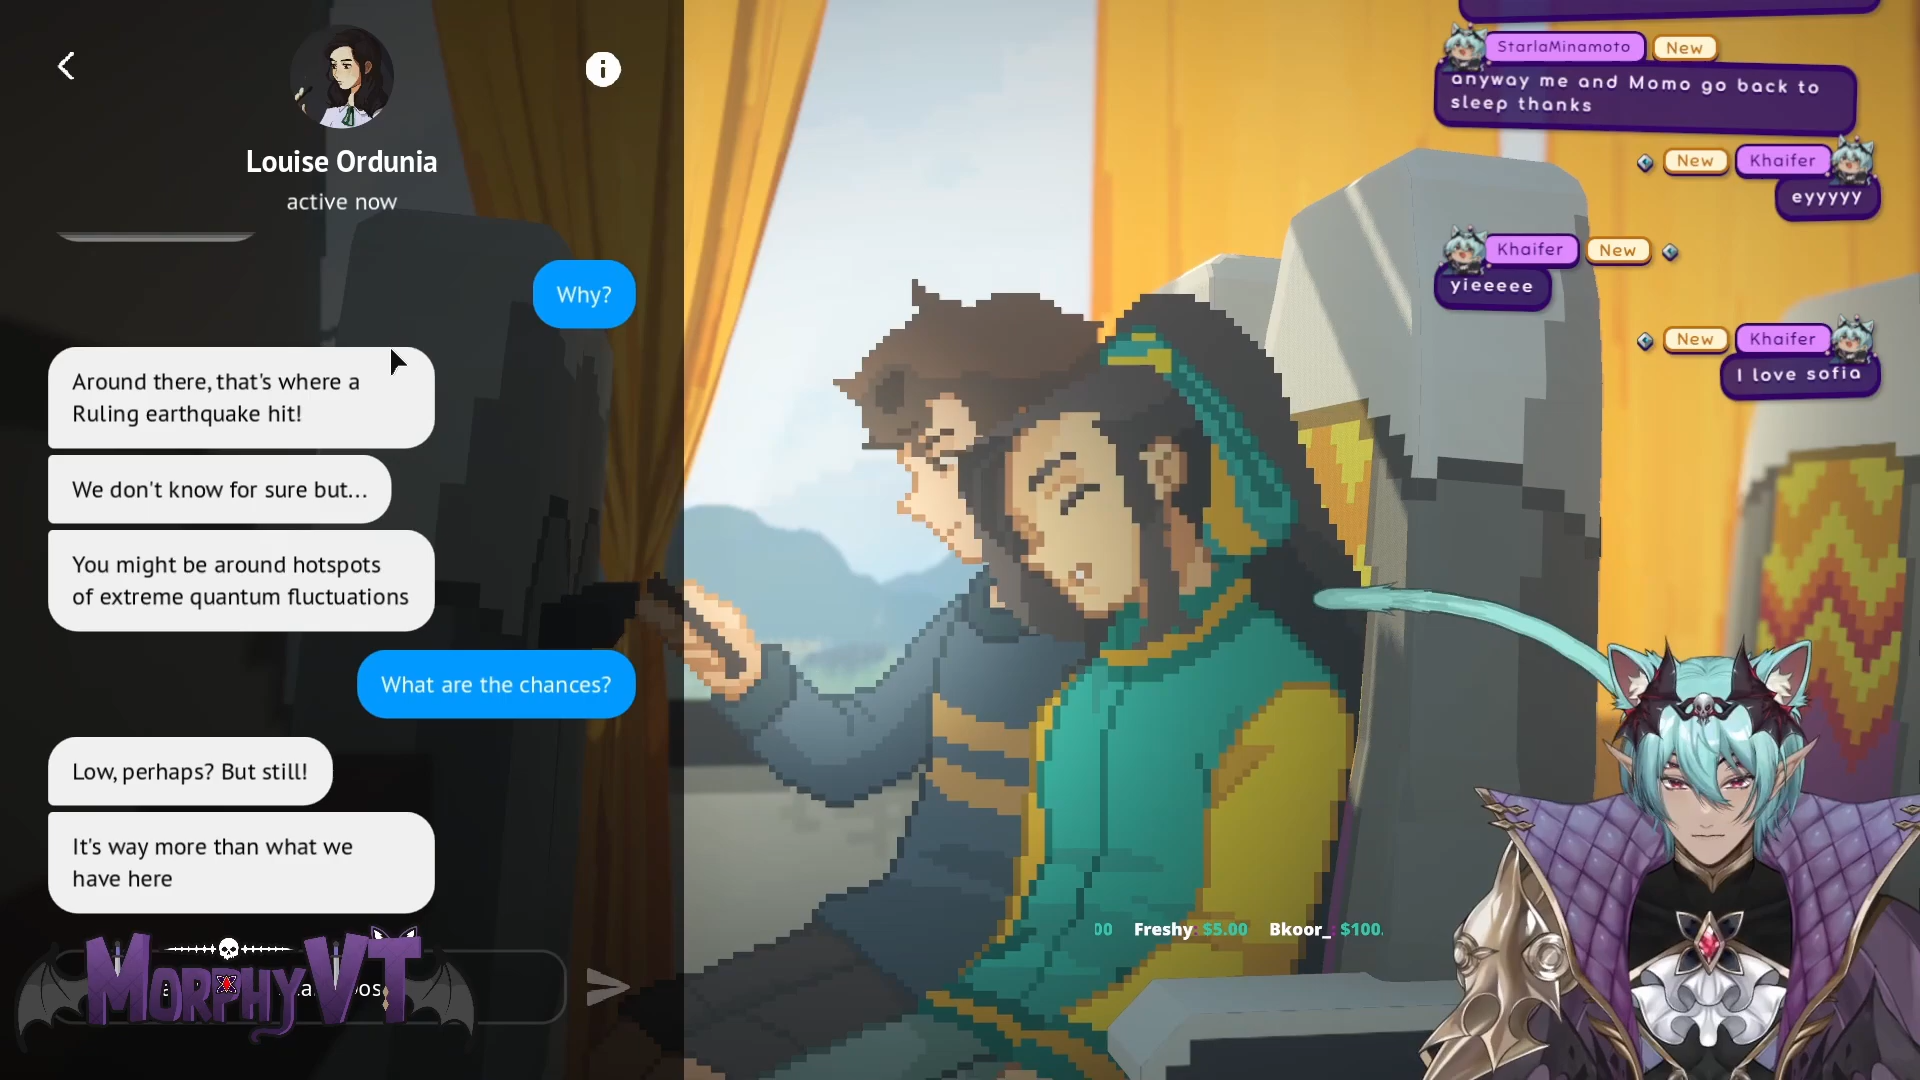 Louise Ordunia
active now
Why?
Around there, that's where a
Ruling earthquake hit!
We don't know for sure but...
You might be around hotspots
of extreme quantum fluctuations
What are the chances?
Low, perhaps? But still!
It's way more than what we
have here
MORPHYVT
StarlaMinamoto New
anyway me and Momo go back to
sleep thanks
New Khaifer
eyyyyy
Khaifer New
yieeeee
New Khaifer
I love sofia
00 Freshy: $5.00 Bkoor_: $100.